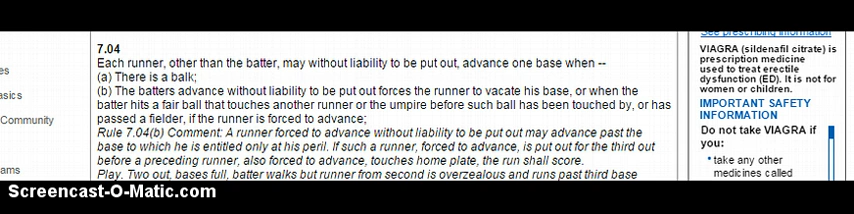 See prescribing information
7.04
Each runner, other than the batter, may without liability to be put out, advance one base when --
(a) There is a balk;
(b) The batters advance without liability to be put out forces the runner to vacate his base, or when the
batter hits a fair ball that touches another runner or the umpire before such ball has been touched by, or has
passed a fielder, if the runner is forced to advance;
Rule 7.04(b) Comment: A runner forced to advance without liability to be put out may advance past the
base to which he is entitled only at his peril. If such a runner, forced to advance, is put out for the third out
before a preceding runner, also forced to advance, touches home plate, the run shall score.
Play. Two out, bases full, batter walks but runner from second is overzealous and runs past third base
es
asics
Community
ams
VIAGRA (sildenafil citrate) is
prescription medicine
used to treat erectile
dysfunction (ED). It is not for
women or children.
IMPORTANT SAFETY
INFORMATION
Do not take VIAGRA if
you:
• take any other
medicines called
Screencast-O-Matic.com